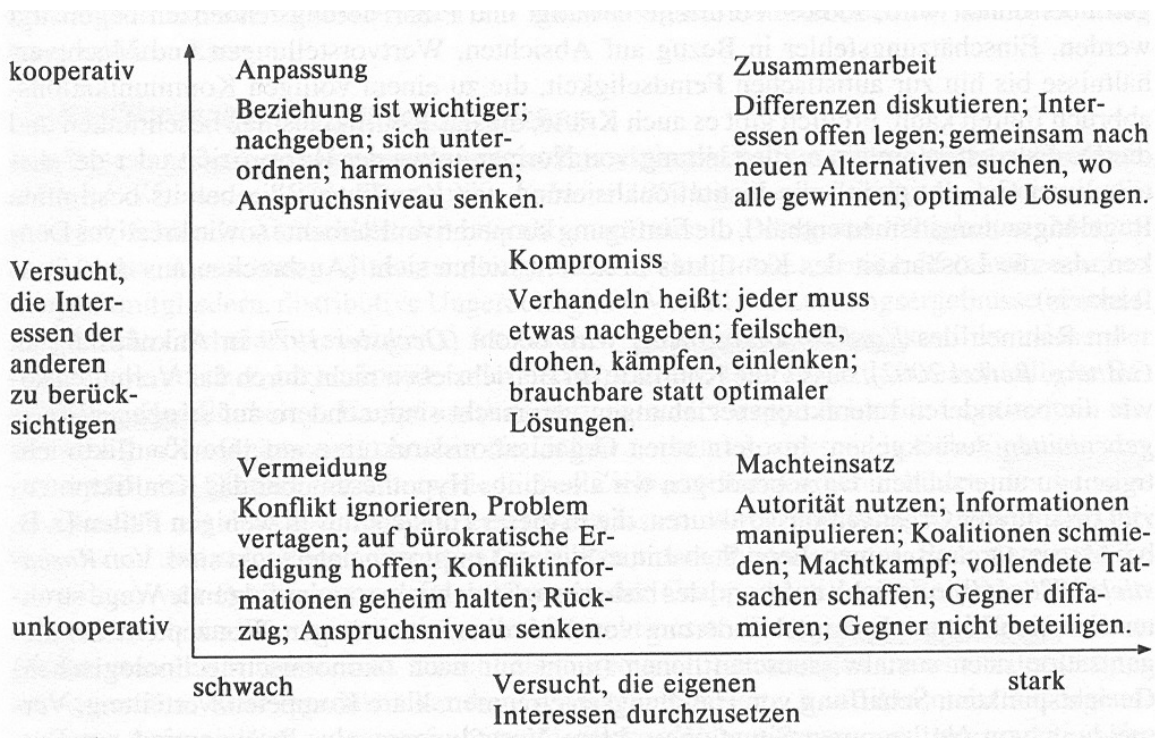 kooperativ
Anpassung
Beziehung ist wichtiger;
nachgeben; sich unter-
ordnen; harmonisieren;
Anspruchsniveau senken.
Zusammenarbeit
Differenzen diskutieren; Inter-
essen offen legen; gemeinsam nach
neuen Alternativen suchen, wo
alle gewinnen; optimale Lösungen.
Versucht,
die Inter-
essen der
anderen
zu berück-
sichtigen
Kompromiss
Verhandeln heißt: jeder muss
etwas nachgeben; feilschen,
drohen, kämpfen, einlenken;
brauchbare statt optimaler
Lösungen.
Vermeidung
Konflikt ignorieren, Problem
vertagen; auf bürokratische Er-
ledigung hoffen; Konfliktinfor-
mationen geheim halten; Rück-
zug, Anspruchsniveau senken.
Machteinsatz
Autorität nutzen; Informationen
manipulieren; Koalitionen schmie-
den; Machtkampf; vollendete Tat-
sachen schaffen; Gegner diffa-
mieren; Gegner nicht beteiligen.
unkooperativ
schwach
Versucht, die eigenen
Interessen durchzusetzen
stark